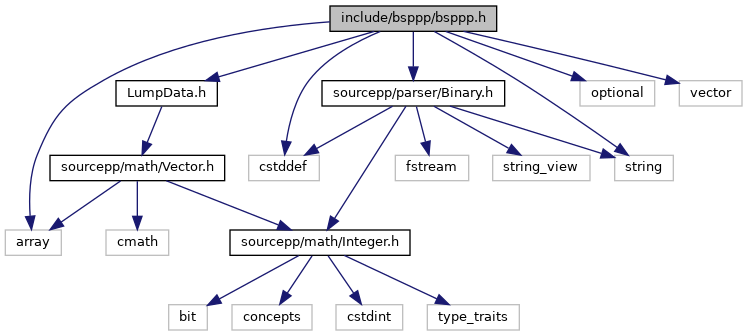 include/bsppp/bsppp.h
LumpData.h
sourcepp/parser/Binary.h
optional
vector
sourcepp/math/Vector.h
cstddef
fstream
string_view
string
array
cmath
sourcepp/math/Integer.h
bit
concepts
cstdint
type_traits